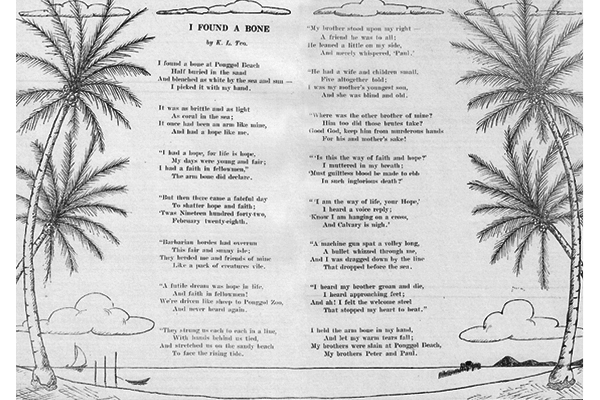 I FOUND A BONE
by K. L. Yeo.
I found a bone at Ponggol Beach
Half buried in the sand
And bleached as white by the sea and sun —
I picked it with my hand.
It was as brittle and as light
As coral in the sea;
It once had been an arm like mine,
And had a hope like me.
"I had a hope, for life is hope,
My days were young and fair;
I had a faith in fellowmen,"
The arm bone did declare.
"But then there came a fateful day
To shatter hope and faith;
'Twas Nineteen hundred forty-two,
February twenty-eighth.
"Barbarian hordes had overrun
This fair and sunny isle;
They herded me and friends of mine
Like a pack of creatures vile.
"A futile dream was hope in life,
And faith in fellowmen!
We're driven like sheep to Ponggol Zoo,
And never heard again.
"They strung us each to each in a line,
With hands behind us tied,
And stretched us on the sandy beach
To face the rising tide.
"My brother stood upon my right —
A friend he was to all;
He leaned a little on my side,
And merely whispered, 'Paul.'
"He had a wife and children small,
Five altogether told;
I was my mother's youngest son,
And she was blind and old.
"Where was the other brother of mine?
Him too did those brutes take?
Good God, keep him from murderous hands
For his and mother's sake!
"'Is this the way of faith and hope?'
I muttered in my breath;
'Must guiltless blood be made to ebb
In such inglorious death?'
"'I am the way of life, your Hope,'
I heard a voice reply;
'Know I am hanging on a cross,
And Calvary is nigh.'
"A machine gun spat a volley long,
A bullet whizzed through me,
And I was dragged down by the line
That dropped before the sea.
"I heard my brother groan and die,
I heard approaching feet;
And ah! I felt the welcome steel
That stopped my heart to beat."
I held the arm bone in my hand,
And let my warm tears fall;
My brothers were slain at Ponggol Beach,
My brothers Peter and Paul.